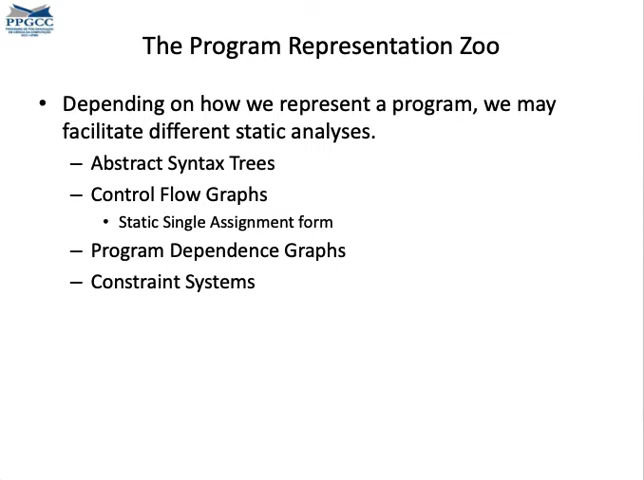 PPGCC
The Program Representation Zoo
• Depending on how we represent a program, we may
facilitate different static analyses.
– Abstract Syntax Trees
– Control Flow Graphs
• Static Single Assignment form
– Program Dependence Graphs
– Constraint Systems